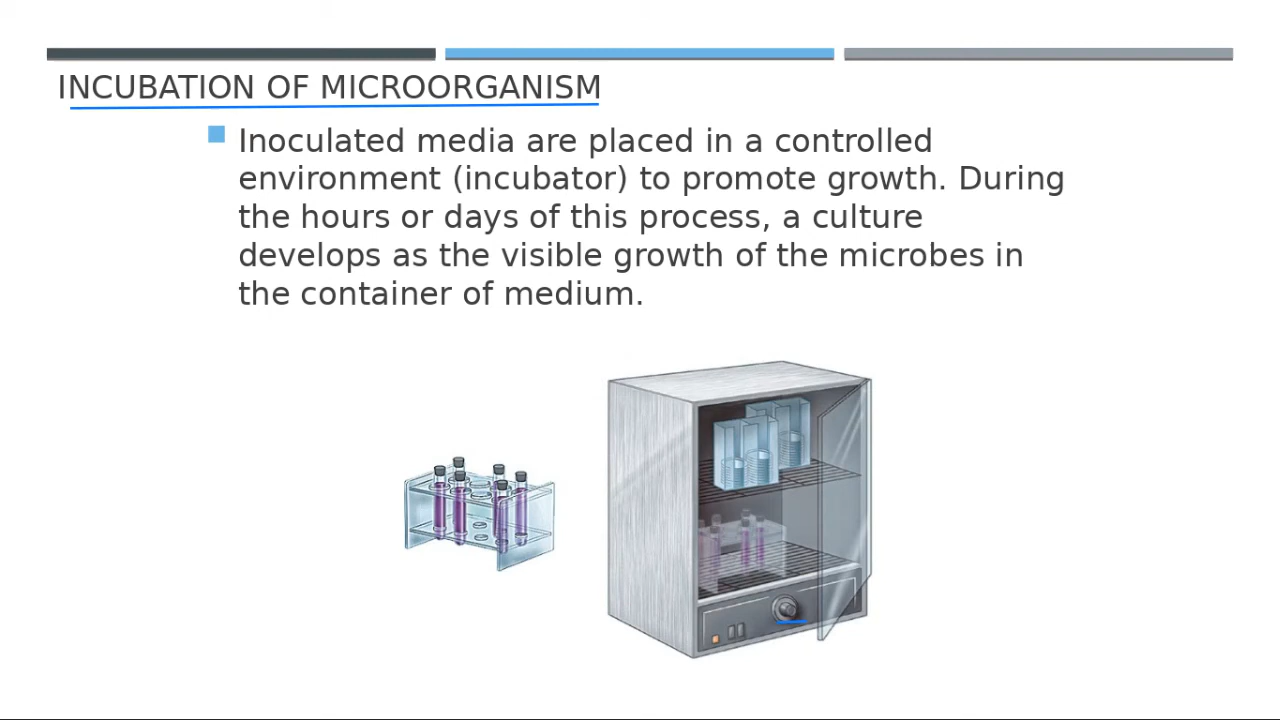 INCUBATION OF MICROORGANISM
Inoculated media are placed in a controlled
environment (incubator) to promote growth. During
the hours or days of this process, a culture
develops as the visible growth of the microbes in
the container of medium.